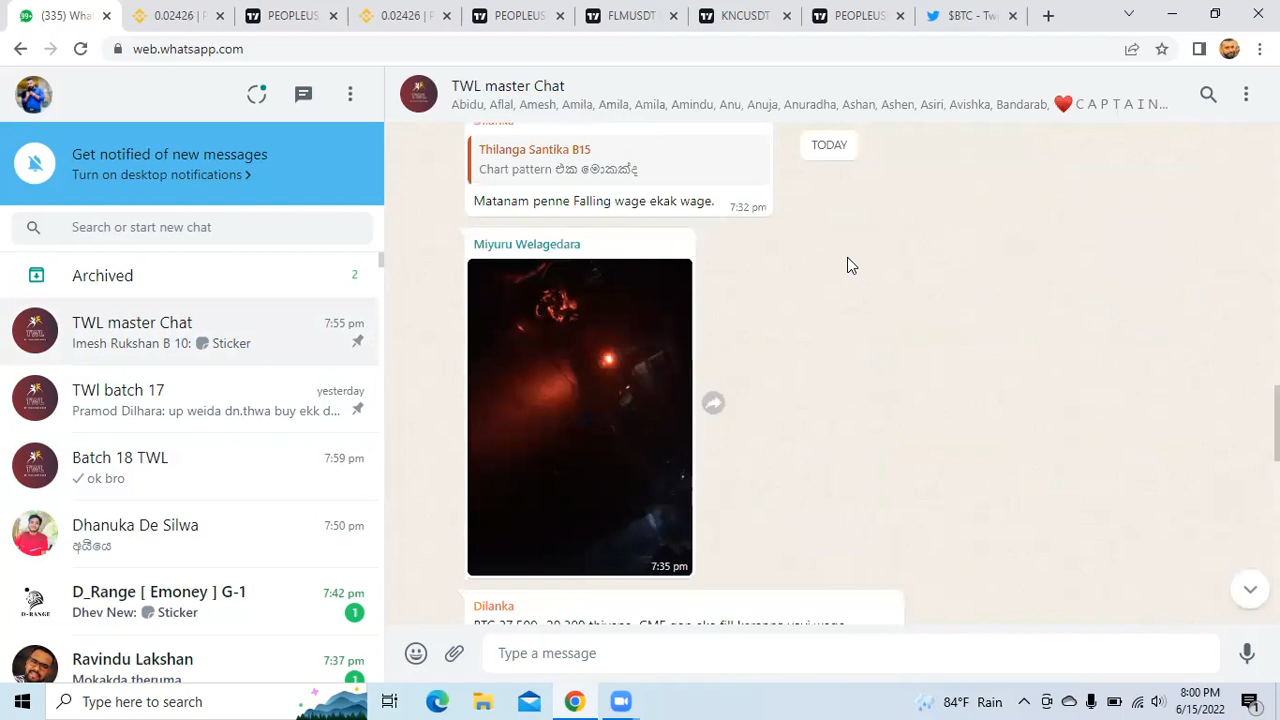 (335) Wha
0.02426 | P
PEOPLEUS
0.02426 | P
PEOPLEUS
FLMUSDT
KNCUSDT
PEOPLEUS
$BTC - Tw
99+
web.whatsapp.com
TWL master Chat
Abidu, Aflal, Amesh, Amila, Amila, Amila, Amindu, Anu, Anuja, Anuradha, Ashan, Ashen, Asiri, Avishka, Bandarab, ❤️ C A P T A I N...
Get notified of new messages
Turn on desktop notifications >
Search or start new chat
Archived
2
TWL master Chat
7:55 pm
Imesh Rukshan B 10: Sticker
TWl batch 17
yesterday
Pramod Dilhara: up weida dn.thwa buy ekk d...
Batch 18 TWL
7:59 pm
ok bro
Dhanuka De Silwa
7:50 pm
අයියෙ
D_Range [ Emoney ] G-1
7:42 pm
Dhev New: Sticker
1
D-RANGE
Ravindu Lakshan
7:37 pm
Mokakda theruma
1
TODAY
Dilanka
Thilanga Santika B15
Chart pattern එක මොකක්ද
Matanam penne Falling wage ekak wage.
7:32 pm
Miyuru Welagedara
7:35 pm
Dilanka
Type a message
Type here to search
84°F Rain
8:00 PM
6/15/2022
1